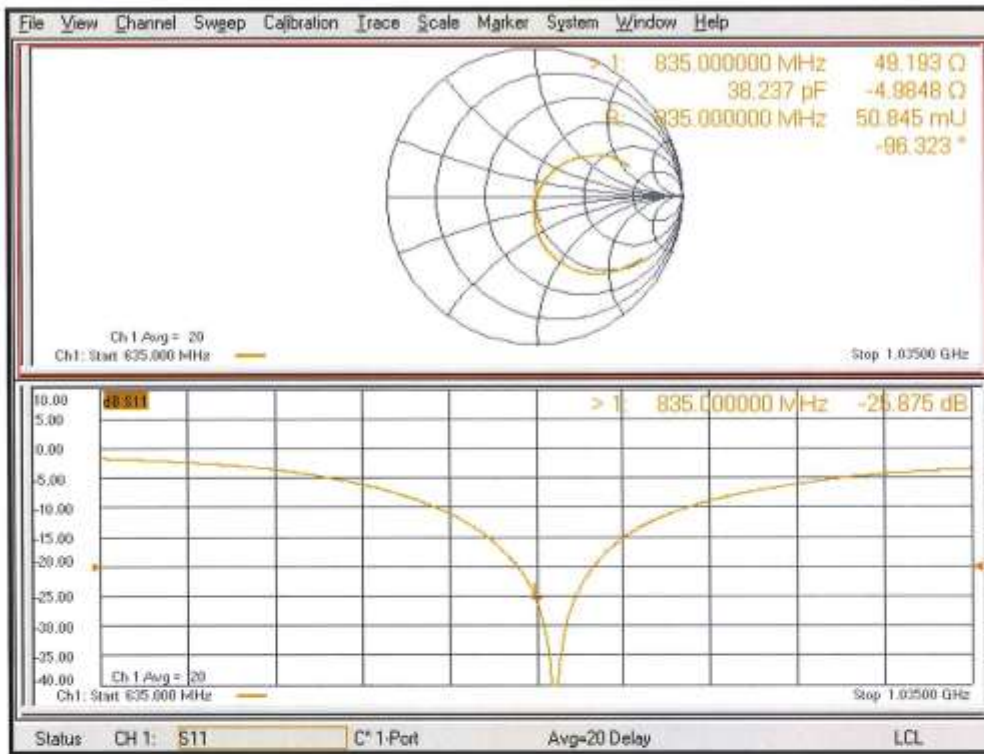 File View Channel Sweep Calibration Trace Scale Marker System Window Help
> 1: 835.000000 MHz 49.193 Ω
38.237 pF -4.9848 Ω
R: 835.000000 MHz 50.845 mU
-96.323 °
Ch 1 Avg = 20
Ch1: Start 635.000 MHz
Stop 1.03500 GHz
10.00
5.00
0.00
-5.00
-10.00
-15.00
-20.00
-25.00
-30.00
-35.00
-40.00
dB S11
> 1: 835.000000 MHz -25.875 dB
1
Ch 1 Avg = 20
Ch1: Start 635.000 MHz
Stop 1.03500 GHz
Status CH 1: S11 C* 1-Port Avg=20 Delay LCL